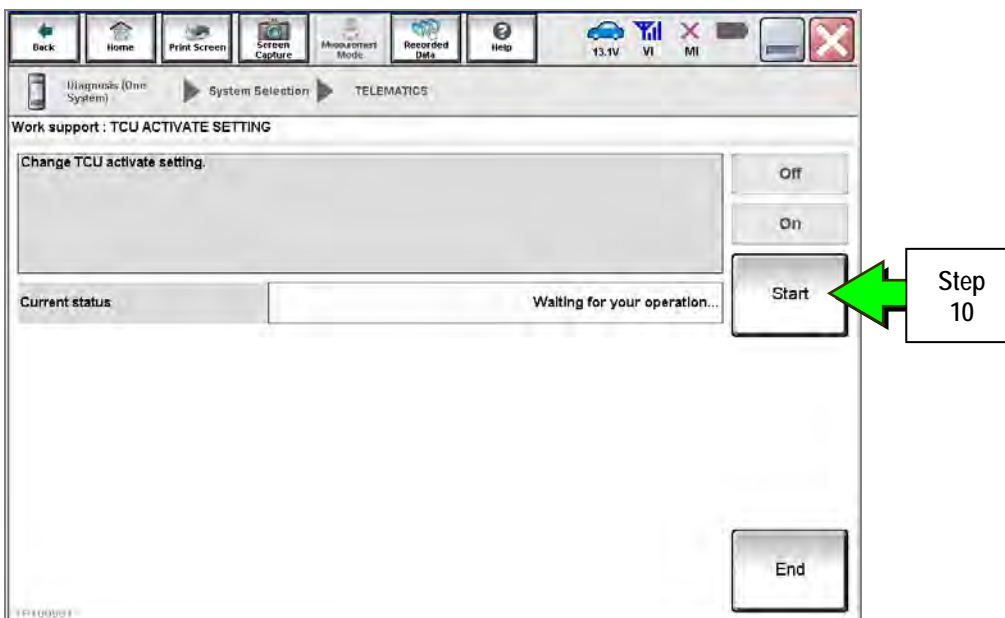 Back
Home
Print Screen
Screen
Capture
Measurement
Mode
Recorded
Data
Help
13.1V
VI
MI
Diagnosis (One
System)
System Selection
TELEMATICS
Work support : TCU ACTIVATE SETTING
Change TCU activate setting.
Off
On
Current status
Waiting for your operation...
Start
Step
10
End